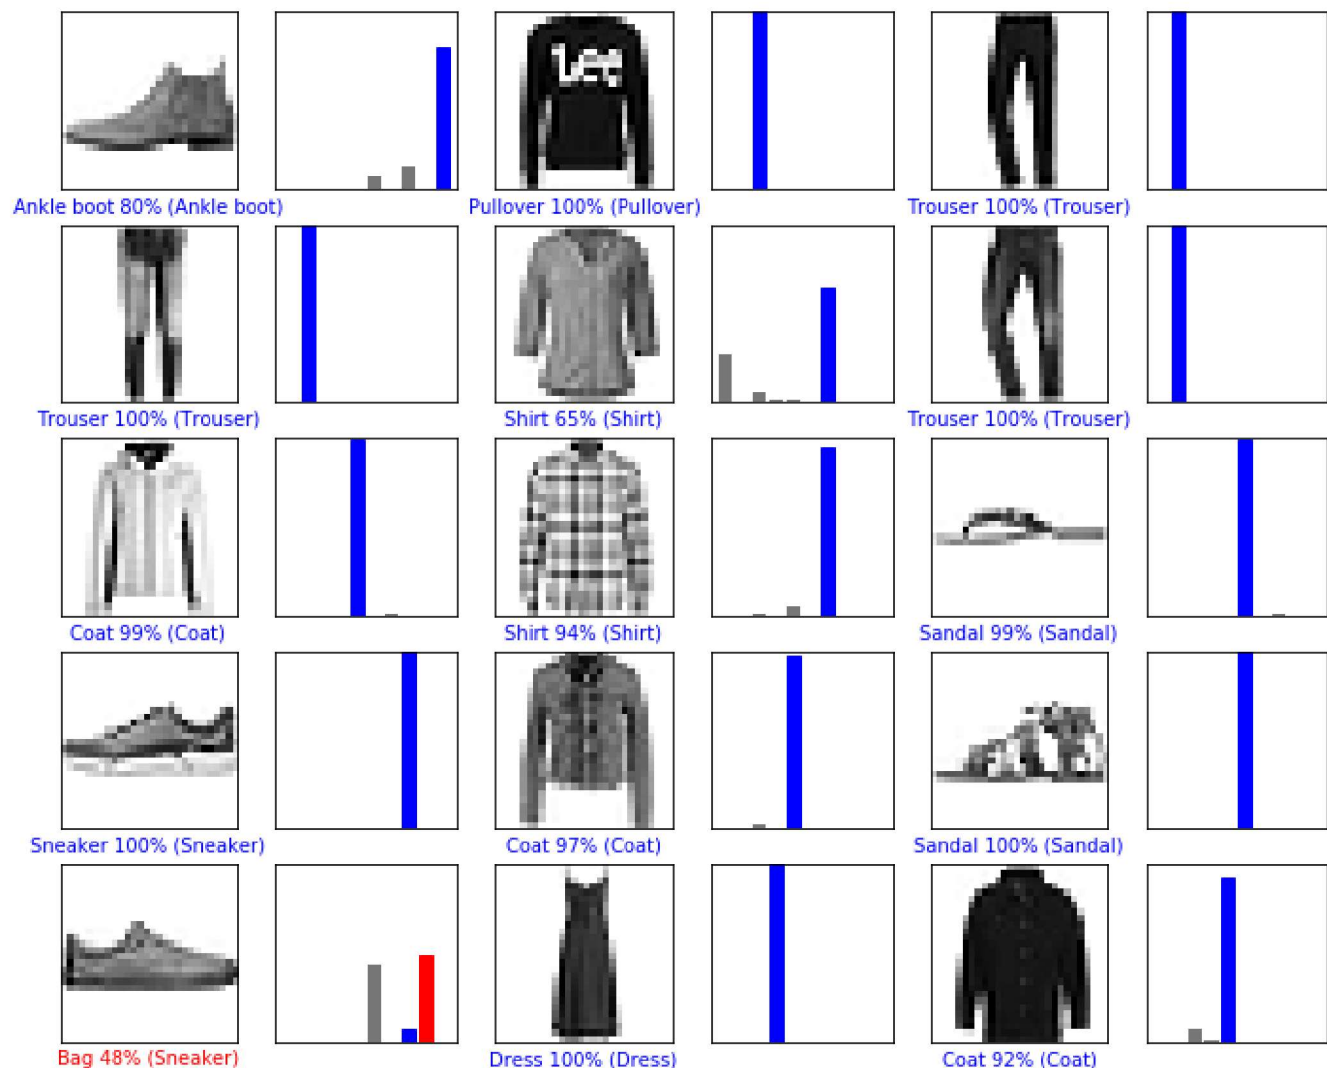 Lee
Ankle boot 80% (Ankle boot)
Pullover 100% (Pullover)
Trouser 100% (Trouser)
Trouser 100% (Trouser)
Shirt 65% (Shirt)
Trouser 100% (Trouser)
Coat 99% (Coat)
Shirt 94% (Shirt)
Sandal 99% (Sandal)
Sneaker 100% (Sneaker)
Coat 97% (Coat)
Sandal 100% (Sandal)
Bag 48% (Sneaker)
Dress 100% (Dress)
Coat 92% (Coat)